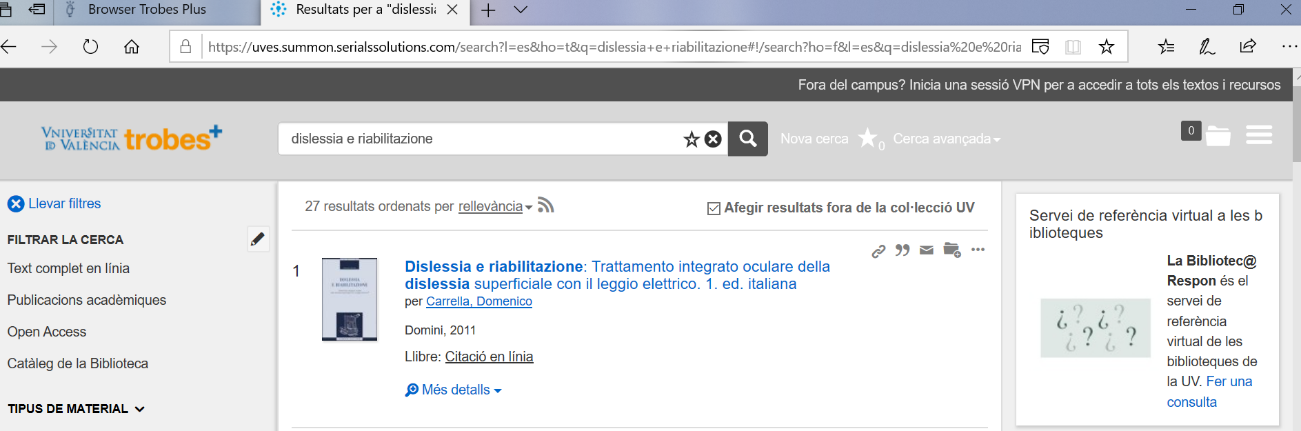 Browser Trobes Plus
Resultats per a "dislessia
https://uves.summon.serialssolutions.com/search?l=es&ho=t&q=dislessia+e+riabilitazione#!/search?ho=f&l=es&q=dislessia%20e%20ria
Fora del campus? Inicia una sessió VPN per a accedir a tots els textos i recursos
VNIVERSITAT
ID VALÈNCIA
trobes+
dislessia e riabilitazione
Nova cerca
0
Cerca avançada
0
Llevar filtres
FILTRAR LA CERCA
Text complet en línia
Publicacions acadèmiques
Open Access
Catàleg de la Biblioteca
TIPUS DE MATERIAL
27 resultats ordenats per rellevància
Afegir resultats fora de la col·lecció UV
1
DISLESSIA
E RIABILITAZIONE
Dislessia e riabilitazione: Trattamento integrato oculare della
dislessia superficiale con il leggio elettrico. 1. ed. italiana
per Carrella, Domenico
Domini, 2011
Llibre: Citació en línia
Més detalls
Servei de referència virtual a les b
iblioteques
¿? ¿?
¿? ¿?
La Bibliotec@
Respon és el
servei de
referència
virtual de les
biblioteques de
la UV. Fer una
consulta